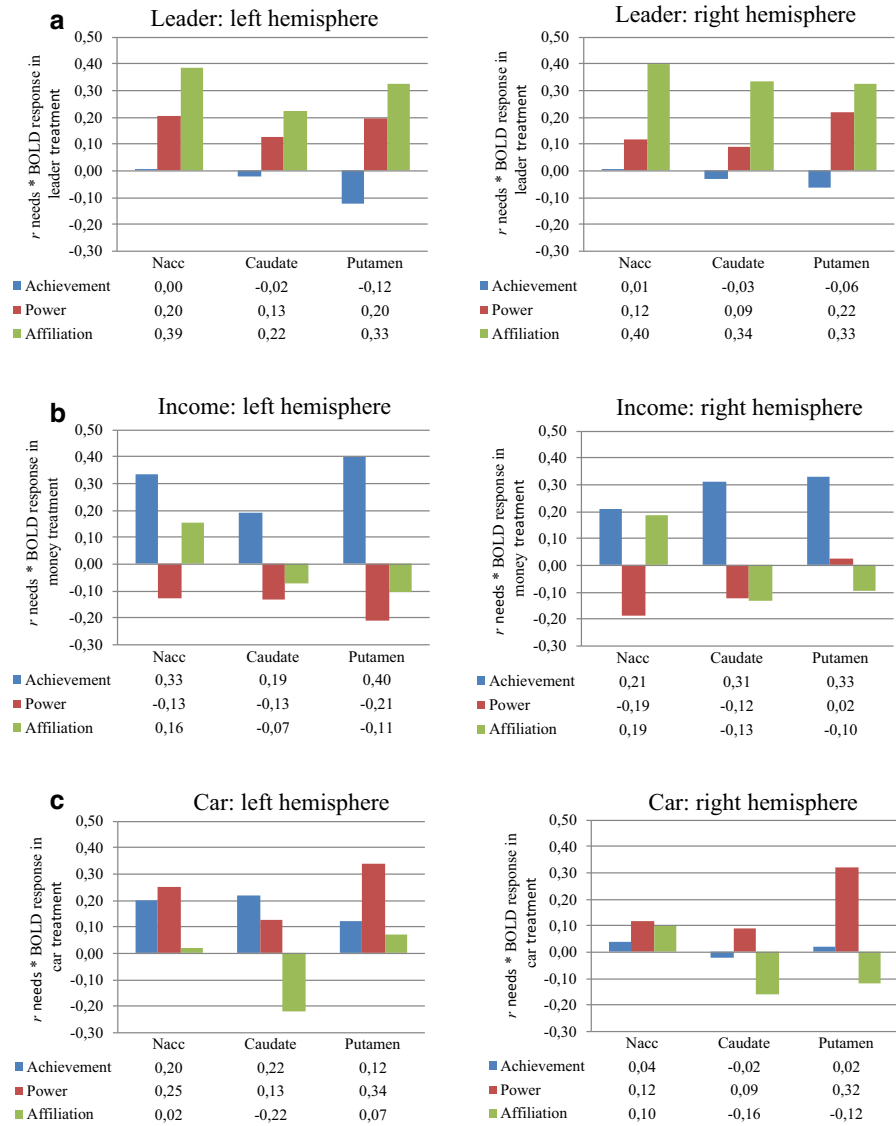 a
Leader: left hemisphere
r needs * BOLD response in
leader treatment
0,50
0,40
0,30
0,20
0,10
0,00
-0,10
-0,20
-0,30
Nacc Caudate Putamen
Achievement 0,00 -0,02 -0,12
Power 0,20 0,13 0,20
Affiliation 0,39 0,22 0,33
Leader: right hemisphere
r needs * BOLD response in
leader treatment
0,50
0,40
0,30
0,20
0,10
0,00
-0,10
-0,20
-0,30
Nacc Caudate Putamen
Achievement 0,01 -0,03 -0,06
Power 0,12 0,09 0,22
Affiliation 0,40 0,34 0,33
b
Income: left hemisphere
r needs * BOLD response in
money treatment
0,50
0,40
0,30
0,20
0,10
0,00
-0,10
-0,20
-0,30
Nacc Caudate Putamen
Achievement 0,33 0,19 0,40
Power -0,13 -0,13 -0,21
Affiliation 0,16 -0,07 -0,11
Income: right hemisphere
r needs * BOLD response in
money treatment
0,50
0,40
0,30
0,20
0,10
0,00
-0,10
-0,20
-0,30
Nacc Caudate Putamen
Achievement 0,21 0,31 0,33
Power -0,19 -0,12 0,02
Affiliation 0,19 -0,13 -0,10
c
Car: left hemisphere
r needs * BOLD response in
car treatment
0,50
0,40
0,30
0,20
0,10
0,00
-0,10
-0,20
-0,30
Nacc Caudate Putamen
Achievement 0,20 0,22 0,12
Power 0,25 0,13 0,34
Affiliation 0,02 -0,22 0,07
Car: right hemisphere
r needs * BOLD response in
car treatment
0,50
0,40
0,30
0,20
0,10
0,00
-0,10
-0,20
-0,30
Nacc Caudate Putamen
Achievement 0,04 -0,02 0,02
Power 0,12 0,09 0,32
Affiliation 0,10 -0,16 -0,12